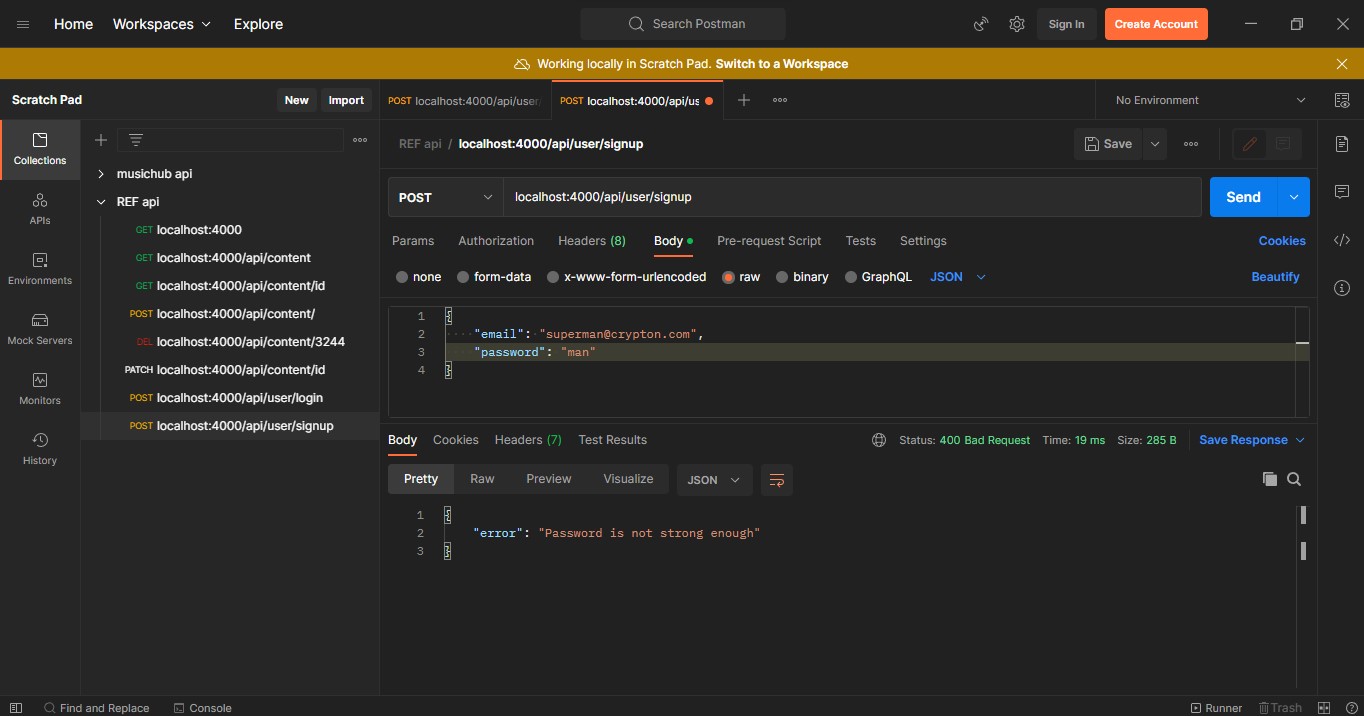 Home Workspaces Explore Search Postman Sign In Create Account
Working locally in Scratch Pad. Switch to a Workspace
Scratch Pad New Import POST localhost:4000/api/user POST localhost:4000/api/us No Environment
Collections
APIs
Environments
Mock Servers
Monitors
History
musichub api
REF api
GET localhost:4000
GET localhost:4000/api/content
GET localhost:4000/api/content/id
POST localhost:4000/api/content/
DEL localhost:4000/api/content/3244
PATCH localhost:4000/api/content/id
POST localhost:4000/api/user/login
POST localhost:4000/api/user/signup
REF api / localhost:4000/api/user/signup Save
POST localhost:4000/api/user/signup Send
Params Authorization Headers (8) Body Pre-request Script Tests Settings Cookies
none form-data x-www-form-urlencoded raw binary GraphQL JSON Beautify
1 {
2 "email": "superman@crypton.com",
3 "password": "man"
4 }
Body Cookies Headers (7) Test Results Status: 400 Bad Request Time: 19 ms Size: 285 B Save Response
Pretty Raw Preview Visualize JSON
1 {
2 "error": "Password is not strong enough"
3 }
Find and Replace Console Runner Trash